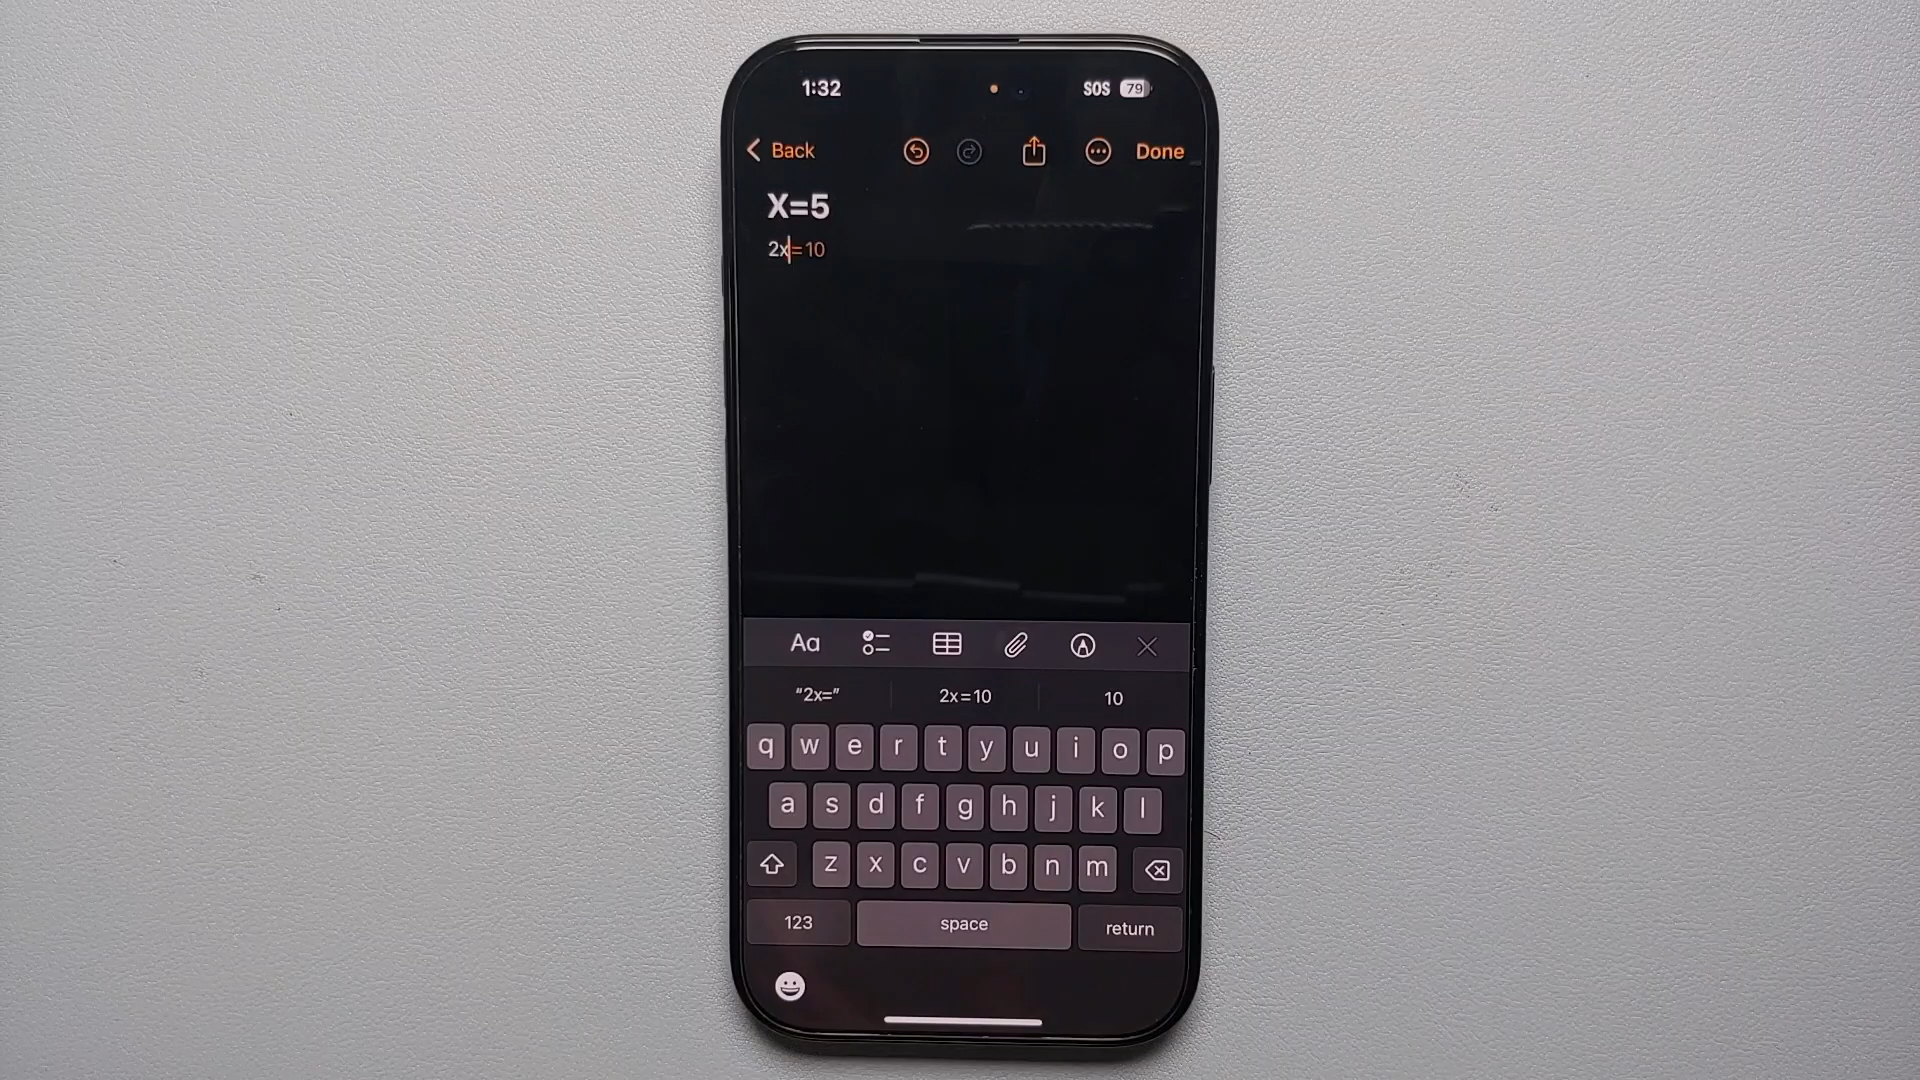 1:32 SOS 79
Back Done
X=5
2x=10
Aa
"2x=" 2x=10 10
q w e r t y u i o p
a s d f g h j k l
z x c v b n m
123 space return